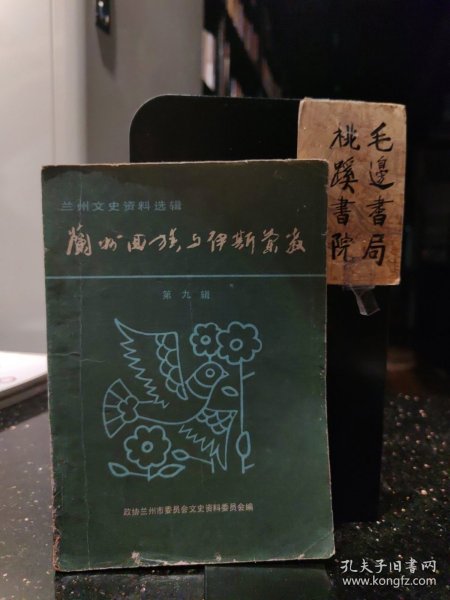 兰州文史资料选辑
蘭州回族与伊斯兰教
第九辑
政协兰州市委员会文史资料委员会编
毛邊書局
桃蹊書院
孔夫子旧书网
www.kongfz.com